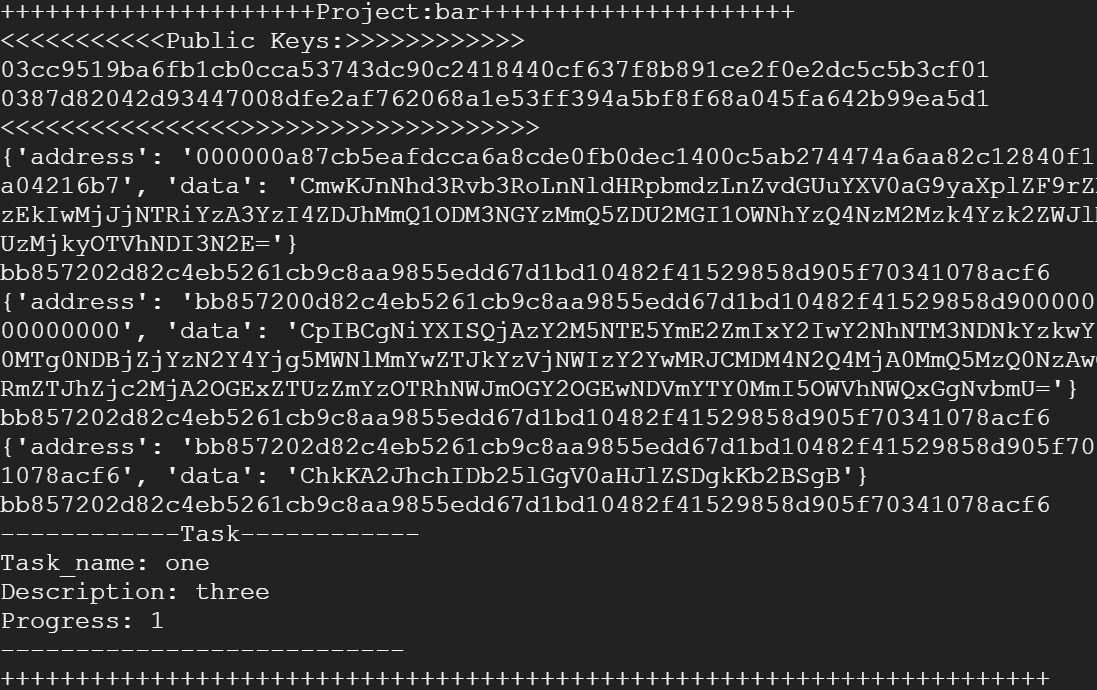 +++++++++++++++++++++Project:bar+++++++++++++++++++++
<<<<<<<<<<<Public Keys:>>>>>>>>>>>>
03cc9519ba6fb1cb0cca53743dc90c2418440cf637f8b891ce2f0e2dc5c5b3cf01
0387d82042d93447008dfe2af762068a1e53ff394a5bf8f68a045fa642b99ea5d1
<<<<<<<<<<<<<<<<>>>>>>>>>>>>>>>>>>>>
{'address': '000000a87cb5eafdcca6a8cde0fb0dec1400c5ab274474a6aa82c12840f1
a04216b7', 'data': 'CmwKJnNhd3Rvb3RoLnNldHRpbmdzLnZvdGUuYXV0aG9yaXplZF9rZ
zEkIwMjJjNTRiYzA3YzI4ZDJhMmQ1ODM3NGYzMmQ5ZDU2MGI1OWNhYzQ4NzM2Mzk4Yzk2ZWJl
UzMjkyOTVhNDI3N2E='}
bb857202d82c4eb5261cb9c8aa9855edd67d1bd10482f41529858d905f70341078acf6
{'address': 'bb857200d82c4eb5261cb9c8aa9855edd67d1bd10482f41529858d900000
00000000', 'data': 'CpIBCgNiYXISQjAzY2M5NTE5YmE2ZmIxY2IwY2NhNTM3NDNkYzkwY
0MTg0NDBjZjYzN2Y4Yjg5MWNlMmYwZTJkYzVjNWIzY2YwMRJCMDM4N2Q4MjA0MmQ5MzQ0NzAw
RmZTJhZjc2MjA2OGExZTUzZmYzOTRhNWJmOGY2OGEwNDVmYTY0MmI5OWVhNWQxGgNvbmU='}
bb857202d82c4eb5261cb9c8aa9855edd67d1bd10482f41529858d905f70341078acf6
{'address': 'bb857202d82c4eb5261cb9c8aa9855edd67d1bd10482f41529858d905f70
1078acf6', 'data': 'ChkKA2JhchIDb25lGgV0aHJlZSDgkKb2BSgB'}
bb857202d82c4eb5261cb9c8aa9855edd67d1bd10482f41529858d905f70341078acf6
------------Task------------
Task_name: one
Description: three
Progress: 1
---------------------------
++++++++++++++++++++++++++++++++++++++++++++++++++++++++++++++++++++++